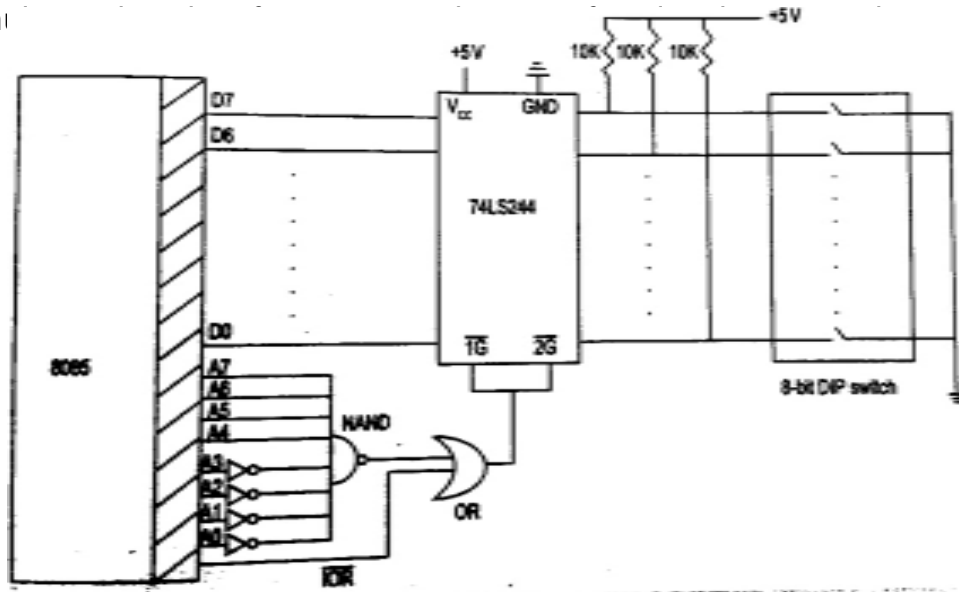 +5V
+5V
10K 10K 10K
D7
V_CC GND
D6
74LS244
D0
1G 2G
8085
A7
A6
A5
A4
A3
A2
A1
A0
NAND
OR
IOR
8-bit DIP switch